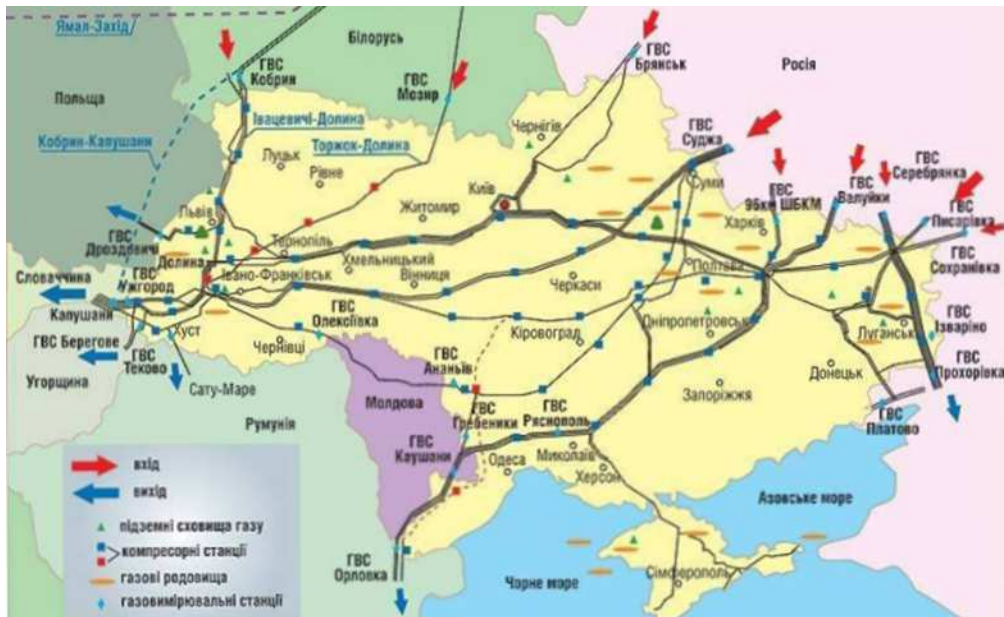 Ямал-Захід
Білорусь
ГВС
Кобрин
ГВС
Мозир
ГВС
Брянськ
Росія
Польща
Івацевичі-Долина
Кобрин-Капушани
Торжок-Долина
Чернігів
ГВС
Суджа
ГВС
Серебрянка
Луцьк
Рівне
Київ
Суми
ГВС
96км ШБКМ
ГВС
Валуйки
ГВС
Писарівка
Львів
Житомир
Харків
ГВС
Дроздовичі
Тернопіль
Долина
Хмельницький
Полтава
ГВС
Сохранівка
Словаччина
ГВС
Ужгород
Івано-Франківськ
Вінниця
Черкаси
Капушани
ГВС
Олексіївка
Хуст
Кіровоград
Дніпропетровськ
Луганськ
ГВС
Ізваріно
ГВС Берегове
Чернівці
ГВС
Теково
ГВС
Ананьїв
Донецьк
ГВС
Прохорівка
Угорщина
Сату-Маре
Молдова
Запоріжжя
Румунія
ГВС
Гребеники
ГВС
Ряснополь
ГВС
Платово
ГВС
Каушани
Одеса
Миколаїв
Херсон
вхід
вихід
Азовське море
підземні сховища газу
компресорні станції
газові родовища
газовимірювальні станції
ГВС
Орловка
Чорне море
Сімферополь